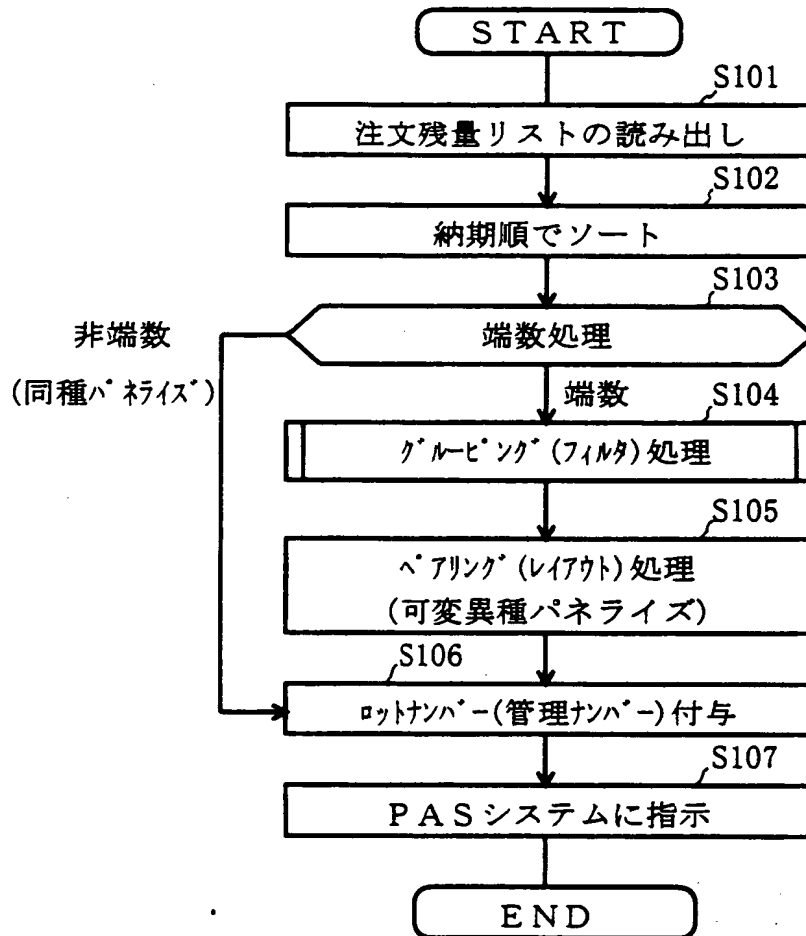 START
S101
注文残量リストの読み出し
S102
納期順でソート
S103
端数処理
非端数
(同種ﾊﾟﾈﾗｲｽﾞ)
端数
S104
ｸﾞﾙｰﾋﾟﾝｸﾞ(ﾌｨﾙﾀ)処理
S105
ﾍﾟｱﾘﾝｸﾞ(ﾚｲｱｳﾄ)処理
(可変異種パネライズ)
S106
ﾛｯﾄﾅﾝﾊﾞｰ(管理ﾅﾝﾊﾞｰ)付与
S107
PASシステムに指示
END